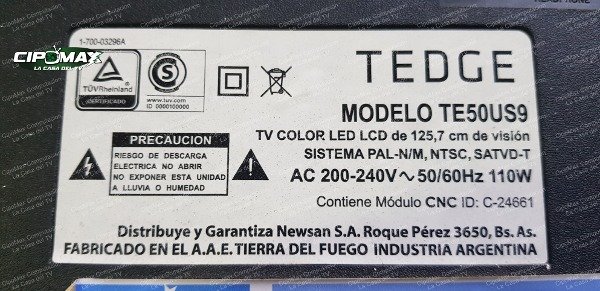 1-700-03296A
CIPOMAX
LA CASA DEL TV
TÜVRheinland
CERTIFICADO
S
www.tuv.com
ID 0000100000
TEDGE
MODELO TE50US9
TV COLOR LED LCD de 125,7 cm de visión
SISTEMA PAL-N/M, NTSC, SATVD-T
AC 200-240V～50/60Hz 110W
Contiene Módulo CNC ID: C-24661
PRECAUCION
RIESGO DE DESCARGA
ELECTRICA NO ABRIR
NO EXPONER ESTA UNIDAD
A LLUVIA O HUMEDAD
Distribuye y Garantiza Newsan S.A. Roque Pérez 3650, Bs. As.
FABRICADO EN EL A.A.E. TIERRA DEL FUEGO INDUSTRIA ARGENTINA